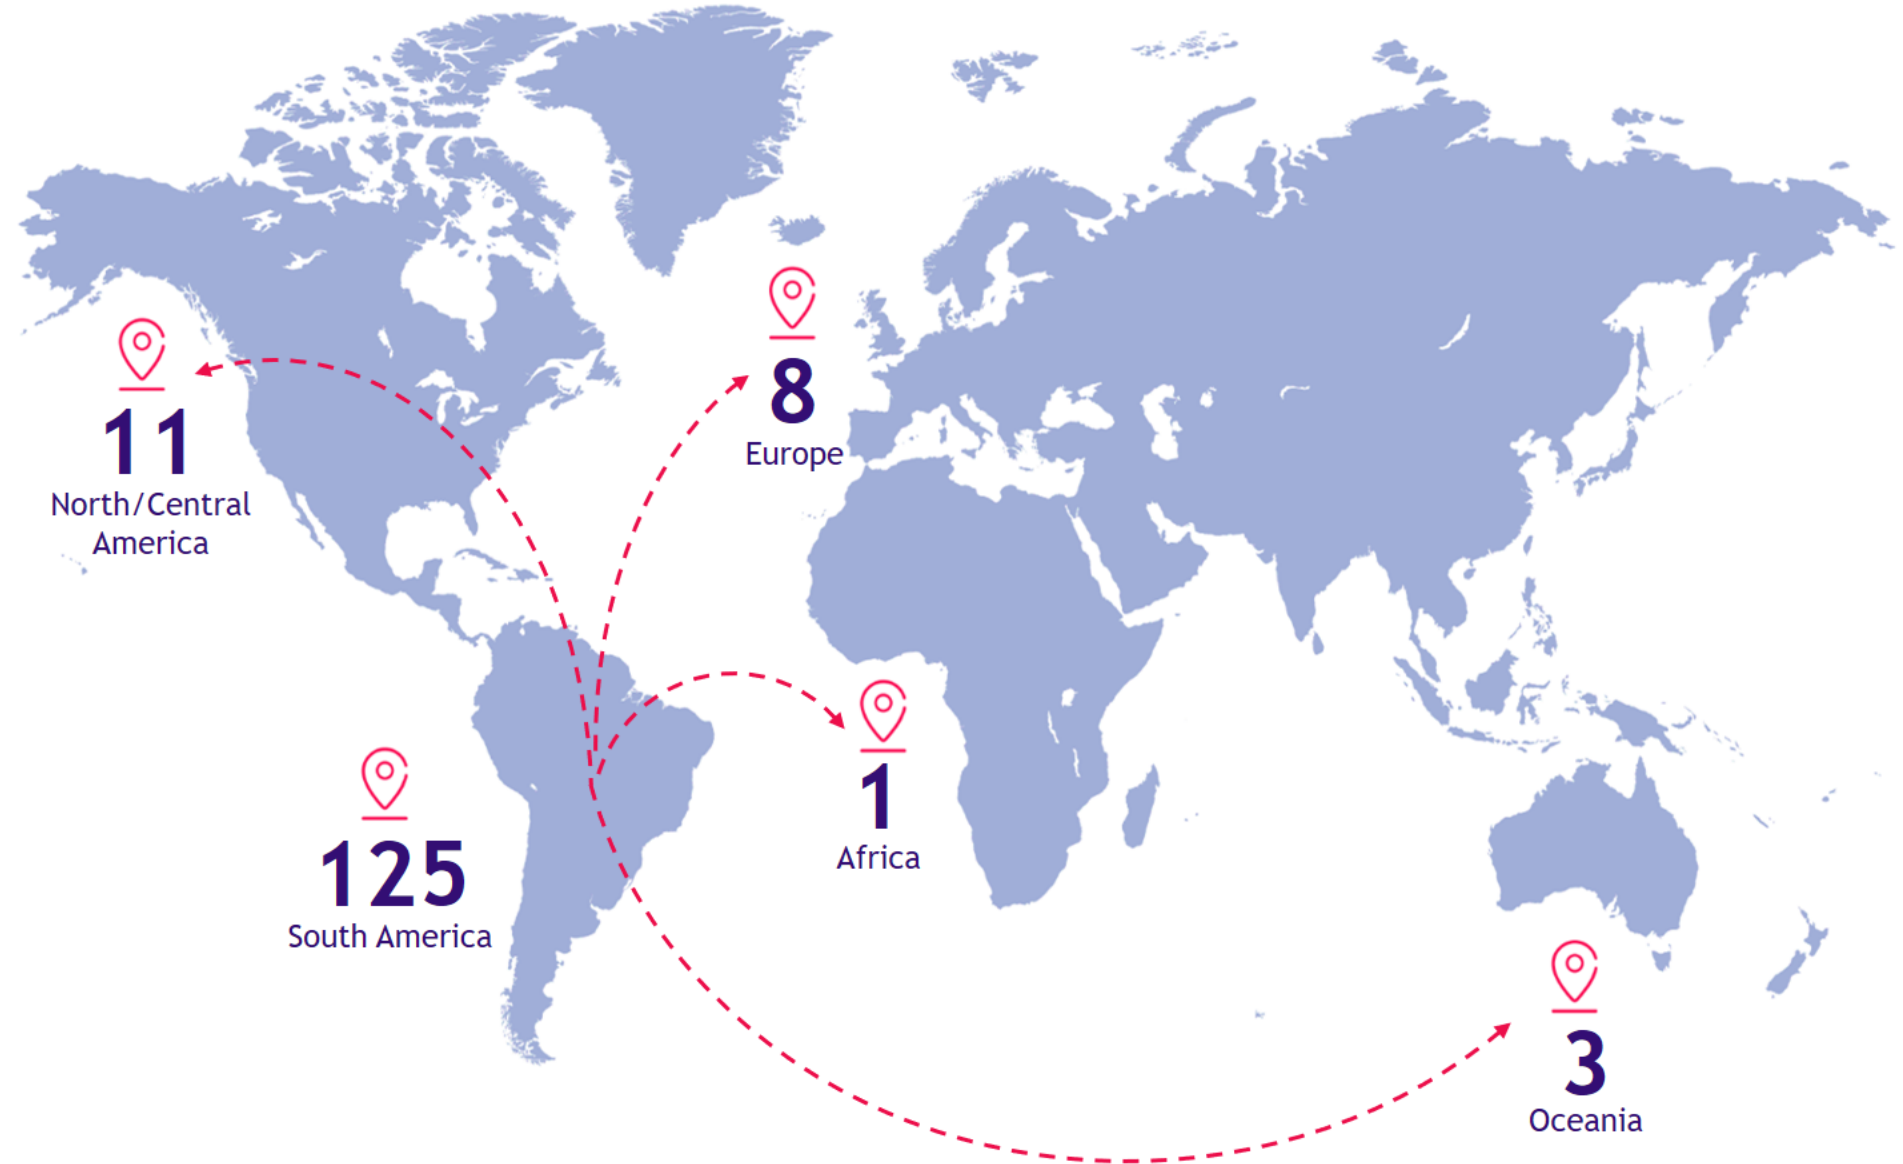 8
Europe
11
North/Central
America
1
Africa
125
South America
3
Oceania